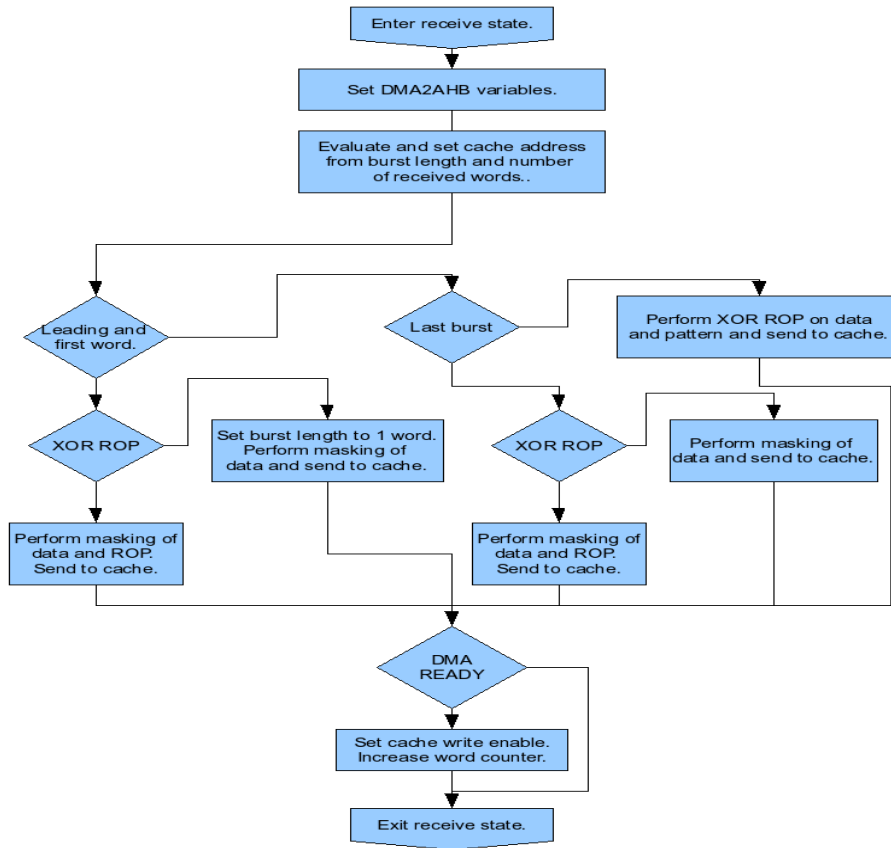 Enter receive state.
Set DMA2AHB variables.
Evaluate and set cache address
from burst length and number
of received words..
Leading and
first word.
Last burst
Perform XOR ROP on data
and pattern and send to cache.
XOR ROP
Set burst length to 1 word.
Perform masking of
data and send to cache.
XOR ROP
Perform masking of
data and send to cache.
Perform masking of
data and ROP.
Send to cache.
Perform masking of
data and ROP.
Send to cache.
DMA
READY
Set cache write enable.
Increase word counter.
Exit receive state.